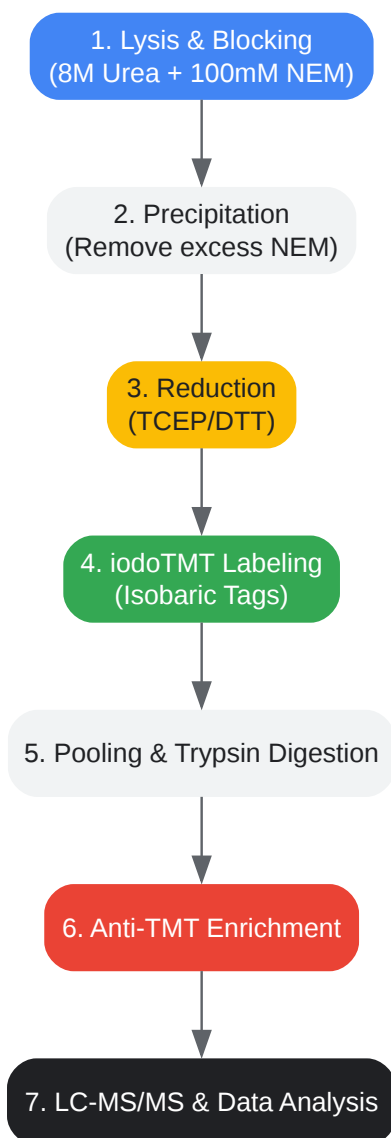 1. Lysis & Blocking
(8M Urea + 100mM NEM)
2. Precipitation
(Remove excess NEM)
3. Reduction
(TCEP/DTT)
4. iodoTMT Labeling
(Isobaric Tags)
5. Pooling & Trypsin Digestion
6. Anti-TMT Enrichment
7. LC-MS/MS & Data Analysis